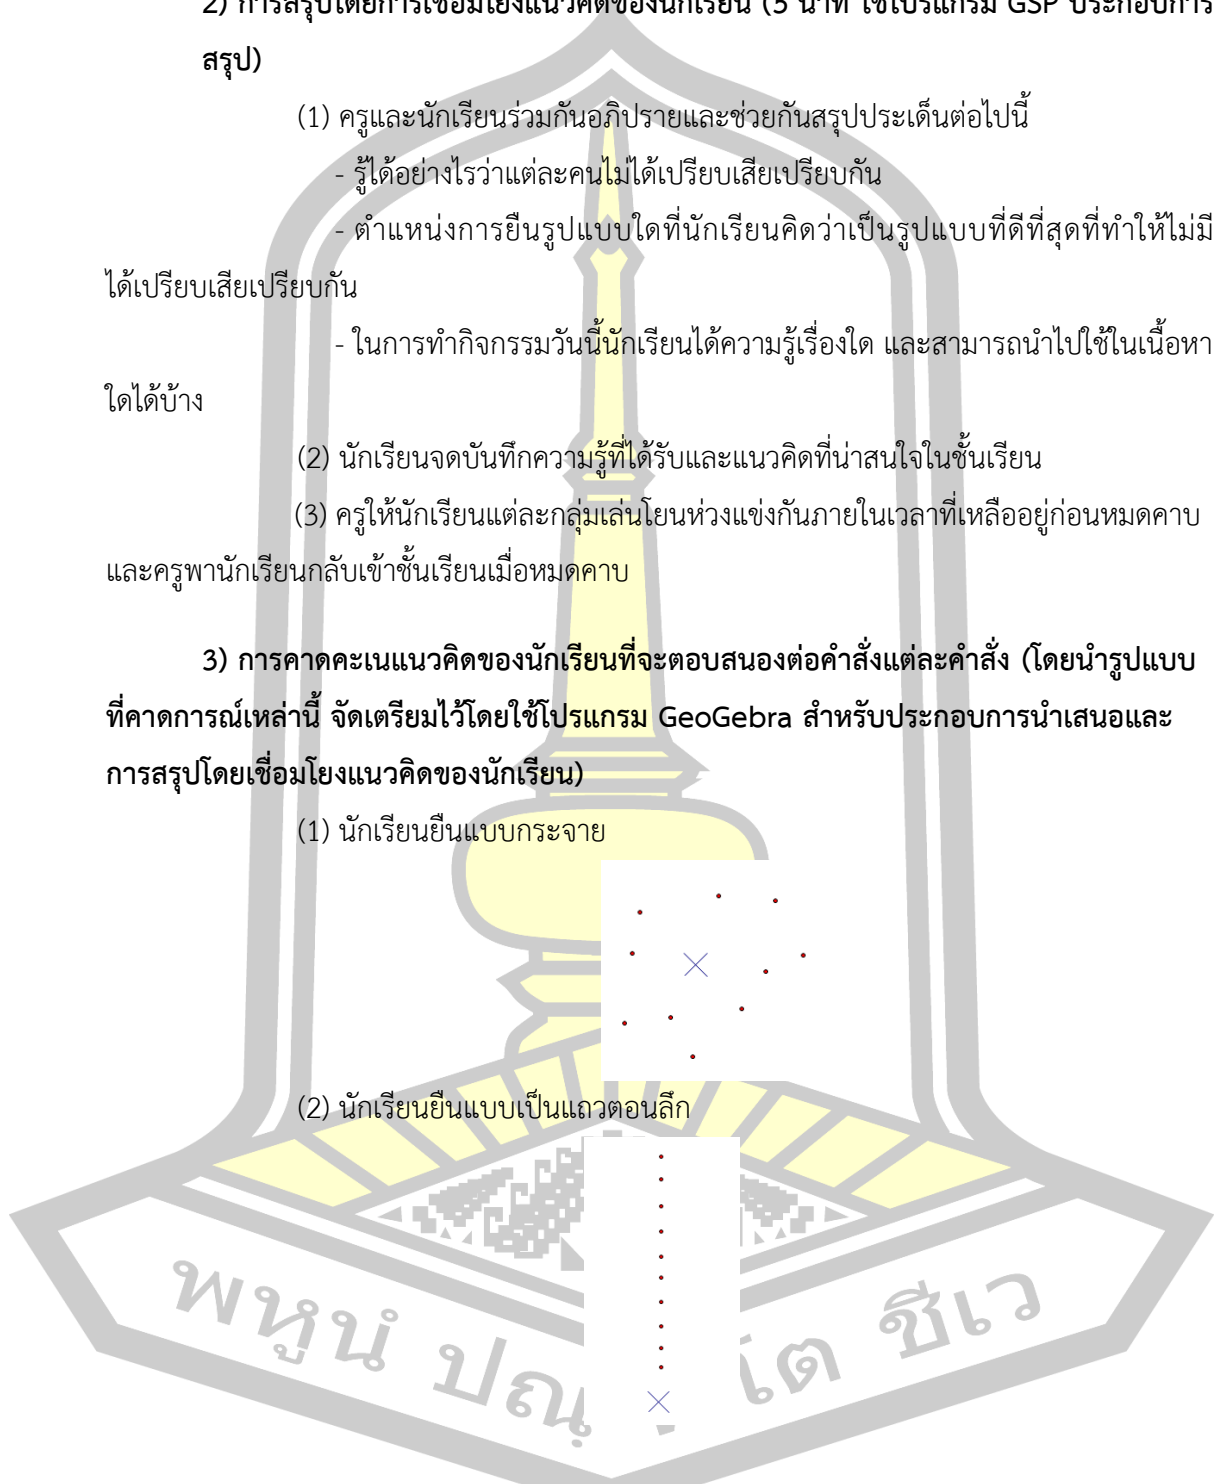 2) การสรุปโดยการเชื่อมโยงแนวคิดของนักเรียน (5 นาที ใช้โปรแกรม GSP ประกอบการ
สรุป)
(1) ครูและนักเรียนร่วมกันอภิปรายและช่วยกันสรุปประเด็นต่อไปนี้
- รู้ได้อย่างไรว่าแต่ละคนไม่ได้เปรียบเสียเปรียบกัน
- ตำแหน่งการยืนรูปแบบใดที่นักเรียนคิดว่าเป็นรูปแบบที่ดีที่สุดที่ทำให้ไม่มี
ได้เปรียบเสียเปรียบกัน
- ในการทำกิจกรรมวันนี้นักเรียนได้ความรู้เรื่องใด และสามารถนำไปใช้ในเนื้อหา
ใดได้บ้าง
(2) นักเรียนจดบันทึกความรู้ที่ได้รับและแนวคิดที่น่าสนใจในชั้นเรียน
(3) ครูให้นักเรียนแต่ละกลุ่มเล่นโยนห่วงแข่งกันภายในเวลาที่เหลืออยู่ก่อนหมดคาบ
และครูพานักเรียนกลับเข้าชั้นเรียนเมื่อหมดคาบ
3) การคาดคะเนแนวคิดของนักเรียนที่จะตอบสนองต่อคำสั่งแต่ละคำสั่ง (โดยนำรูปแบบ
ที่คาดการณ์เหล่านี้ จัดเตรียมไว้โดยใช้โปรแกรม GeoGebra สำหรับประกอบการนำเสนอและ
การสรุปโดยเชื่อมโยงแนวคิดของนักเรียน)
(1) นักเรียนยืนแบบกระจาย
(2) นักเรียนยืนแบบเป็นแถวตอนลึก
พหูนํ ชีเว